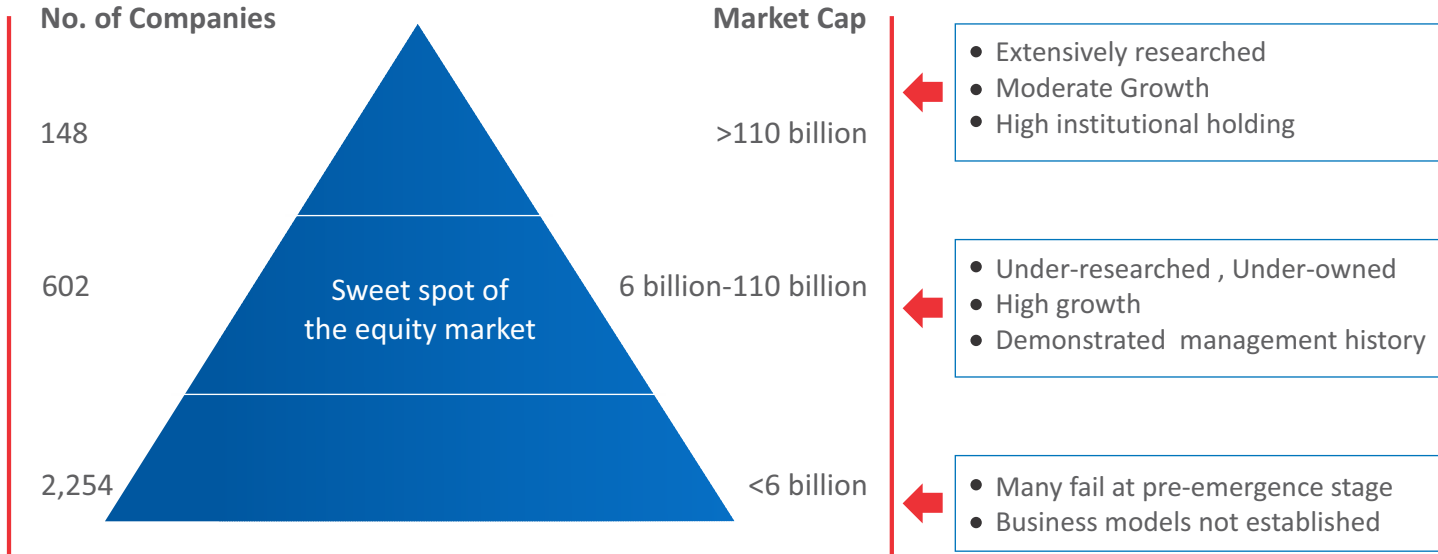 No. of Companies
Market Cap
148
>110 billion
• Extensively researched
• Moderate Growth
• High institutional holding
602
Sweet spot of
the equity market
6 billion-110 billion
• Under-researched , Under-owned
• High growth
• Demonstrated  management history
2,254
<6 billion
• Many fail at pre-emergence stage
• Business models not established